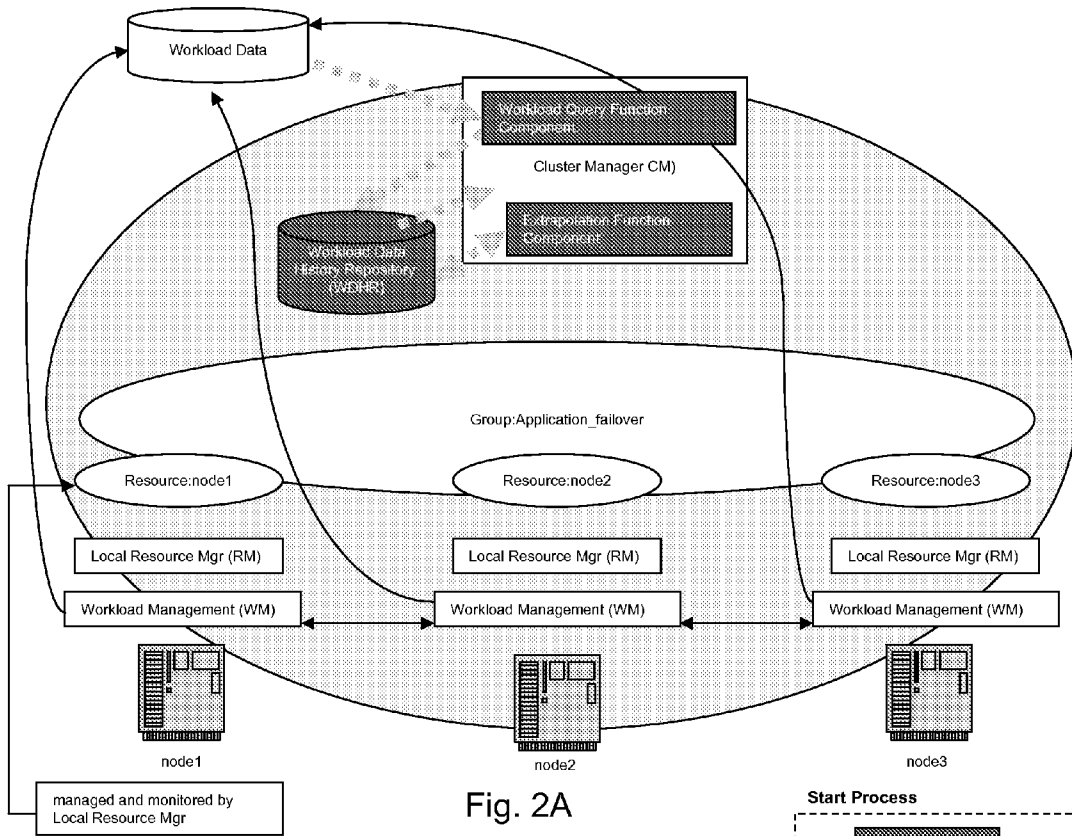 Workload Data
Workload Query Function
Component
Cluster Manager CM)
Extrapolation Function
Component
Workload Data
History Repository
(WDHR)
Group:Application_failover
Resource:node1
Resource:node2
Resource:node3
Local Resource Mgr (RM)
Local Resource Mgr (RM)
Local Resource Mgr (RM)
Workload Management (WM)
Workload Management (WM)
Workload Management (WM)
node1
node2
node3
managed and monitored by
Local Resource Mgr
Fig. 2A
Start Process